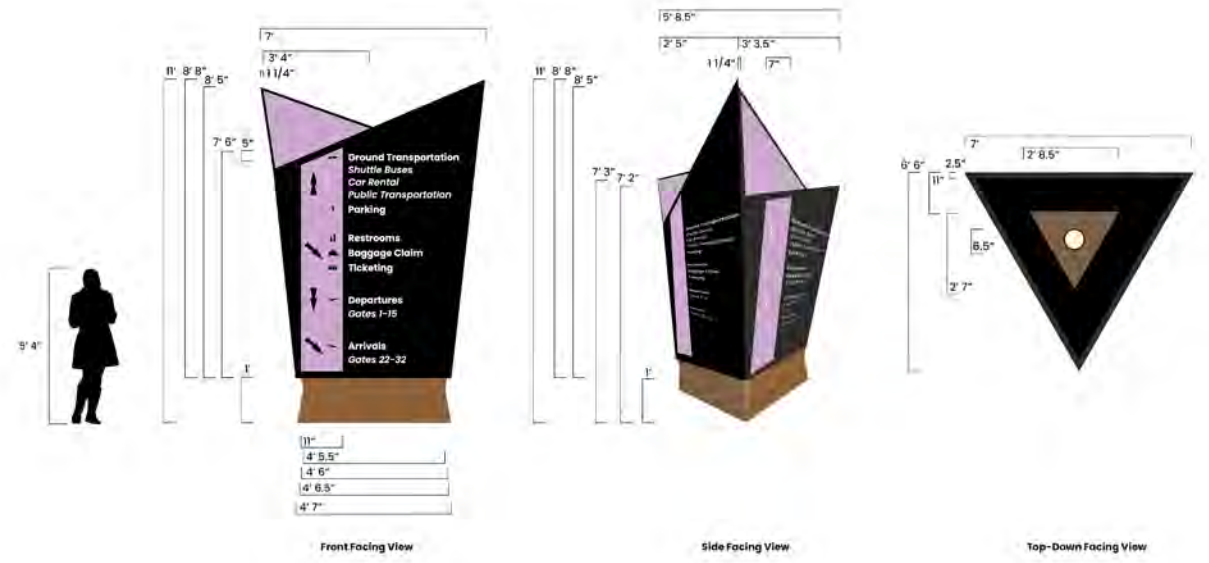 7'
3' 4"
1 1/4"
11'
8' 8"
8' 5"
7' 6"
5"
1'
5' 4"
Ground Transportation
Shuttle Buses
Car Rental
Public Transportation
Parking
Restrooms
Baggage Claim
Ticketing
Departures
Gates 1-15
Arrivals
Gates 22-32
11"
4' 5.5"
4' 6"
4' 6.5"
4' 7"
Front Facing View
5' 8.5"
2' 5"
3' 3.5"
1 1/4"
7"
11'
8' 8"
8' 5"
7' 3"
7' 2"
1'
Side Facing View
7'
2' 8.5"
6' 6"
2.5"
11"
6.5"
2' 7"
Top-Down Facing View